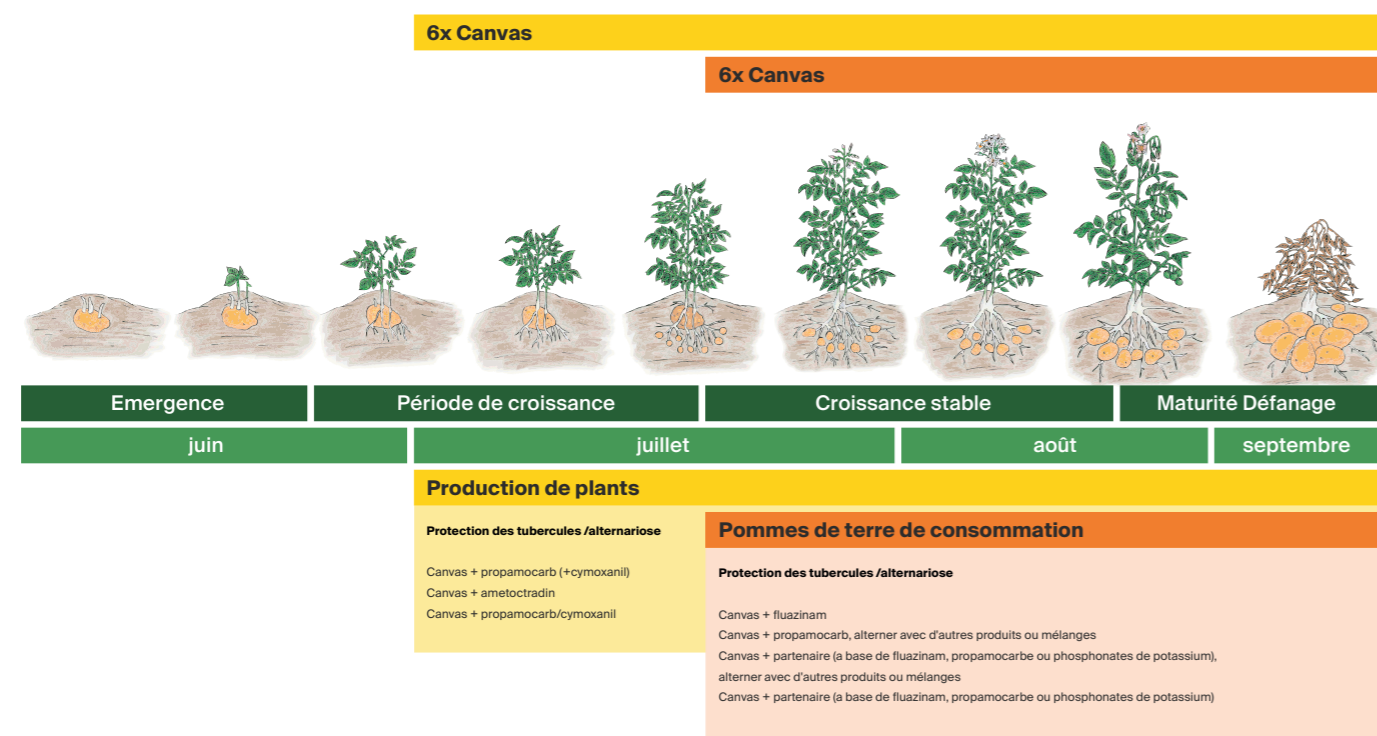 6x Canvas
6x Canvas
Emergence
Période de croissance
Croissance stable
Maturité Défanage
juin
juillet
août
septembre
Production de plants
Protection des tubercules /alternariose
Canvas + propamocarb (+cymoxanil)
Canvas + ametoctradin
Canvas + propamocarb/cymoxanil
Pommes de terre de consommation
Protection des tubercules /alternariose
Canvas + fluazinam
Canvas + propamocarb, alterner avec d'autres produits ou mélanges
Canvas + partenaire (a base de fluazinam, propamocarbe ou phosphonates de potassium),
alterner avec d'autres produits ou mélanges
Canvas + partenaire (a base de fluazinam, propamocarbe ou phosphonates de potassium)